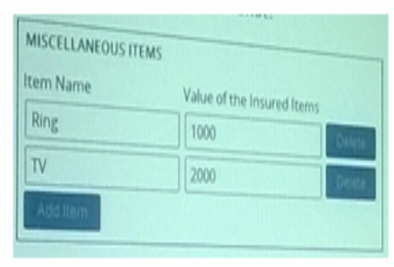 MISCELLANEOUS ITEMS
Item Name
Value of the Insured Items
Ring
1000
Delete
TV
2000
Delete
Add Item